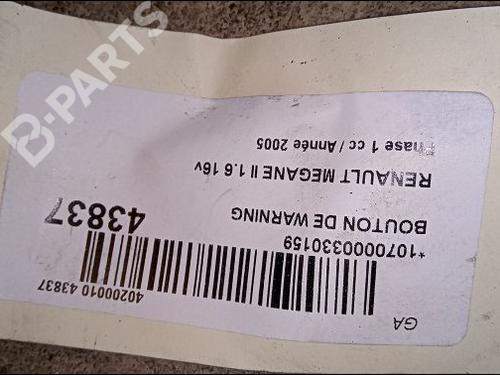 GA
*1070000330159
40200010 43837
BOUTON DE WARNING
43837
RENAULT MEGANE II 1.6 16v
Phase 1 cc / Année 2005
B-PARTS